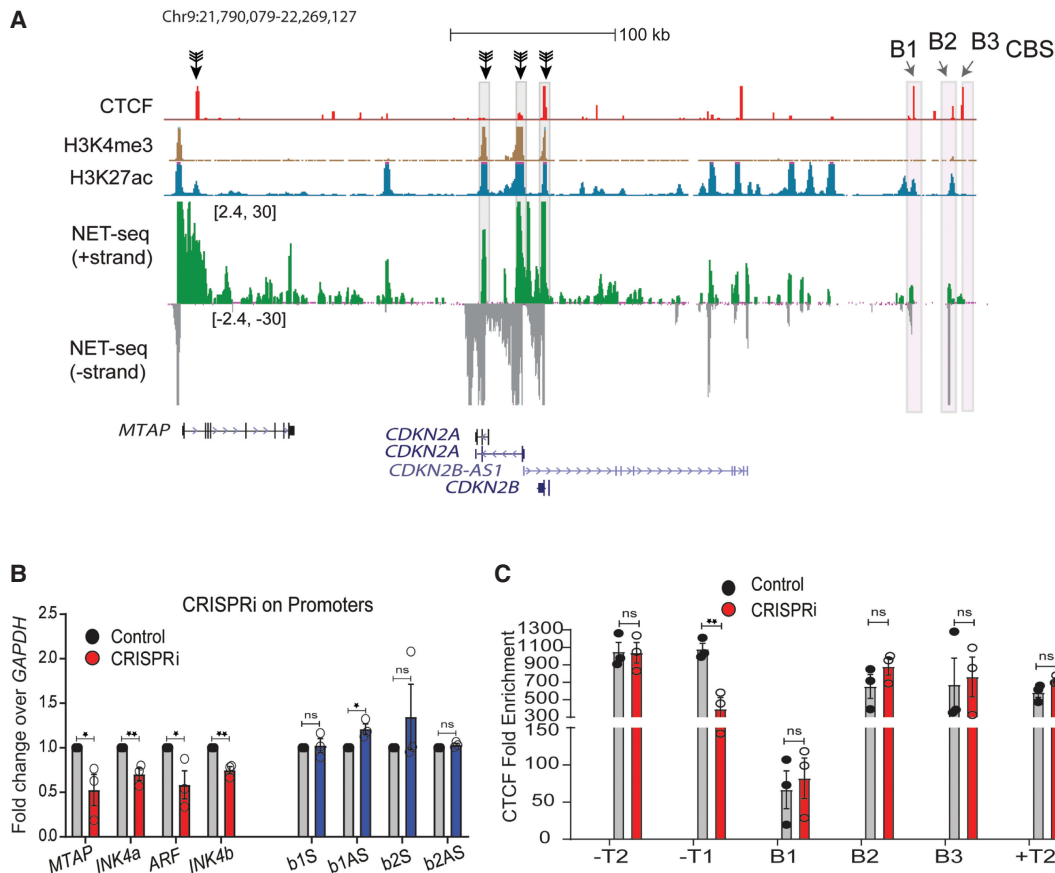 A
Chr9:21,790,079-22,269,127
100 kb
B1 B2 B3 CBS
CTCF
H3K4me3
H3K27ac
[2.4, 30]
NET-seq
(+strand)
[-2.4, -30]
NET-seq
(-strand)
MTAP
CDKN2A
CDKN2A
CDKN2B-AS1
CDKN2B
B
CRISPRi on Promoters
Fold change over GAPDH
2.5
2.0
1.5
1.0
0.5
0.0
Control
CRISPRi
* ** * ** ns * ns ns
MTAP INK4a ARF INK4b b1S b1AS b2S b2AS
C
Control
CRISPRi
CTCF Fold Enrichment
1300
1100
900
700
500
300
150
100
50
0
ns ** ns ns ns ns
-T2 -T1 B1 B2 B3 +T2